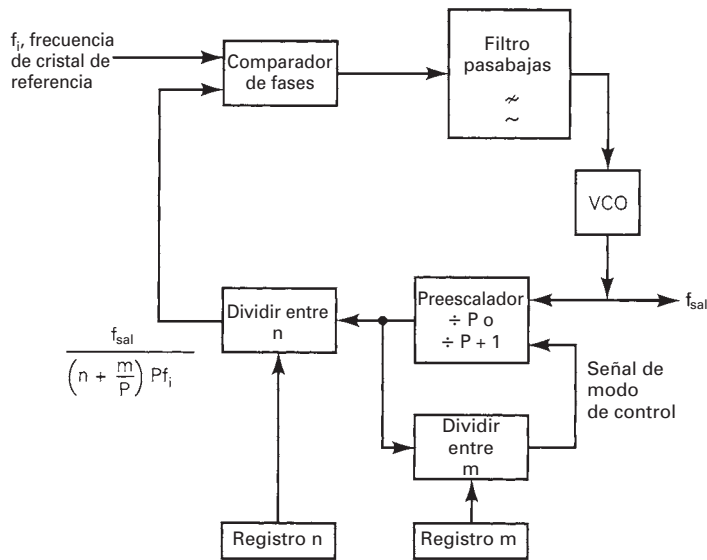 f_i, frecuencia
de cristal de
referencia
Comparador
de fases
Filtro
pasabajas
VCO
f_sal
Preescalador
÷ P o
÷ P + 1
Dividir entre
n
f_sal
(n + m/P) Pf_i
Señal de
modo
de control
Dividir
entre
m
Registro n
Registro m